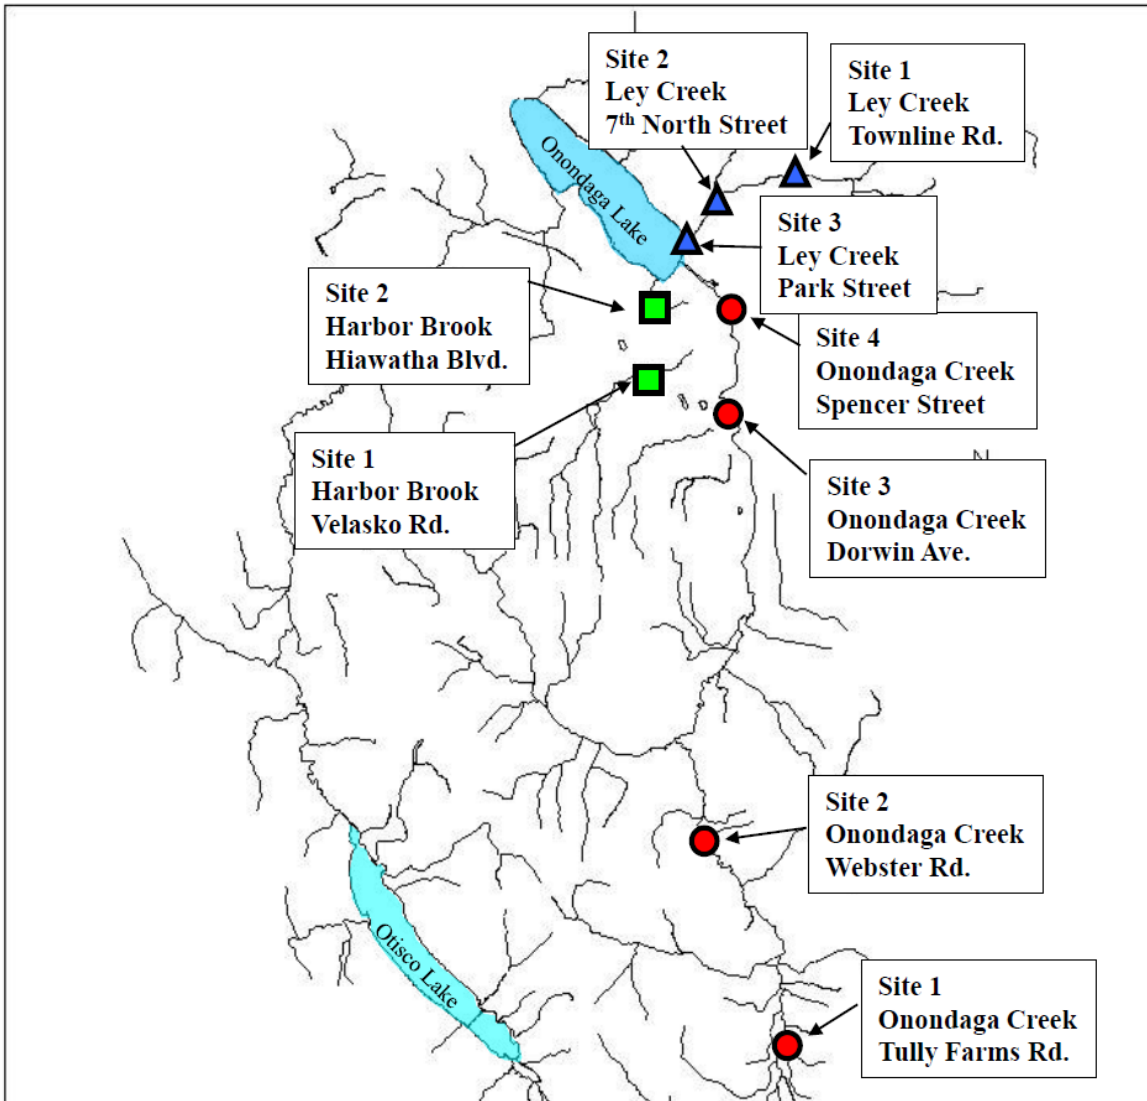 Site 2
Ley Creek
7th North Street
Site 1
Ley Creek
Townline Rd.
Onondaga Lake
Site 3
Ley Creek
Park Street
Site 2
Harbor Brook
Hiawatha Blvd.
Site 4
Onondaga Creek
Spencer Street
Site 1
Harbor Brook
Velasko Rd.
N
Site 3
Onondaga Creek
Dorwin Ave.
Site 2
Onondaga Creek
Webster Rd.
Otisco Lake
Site 1
Onondaga Creek
Tully Farms Rd.